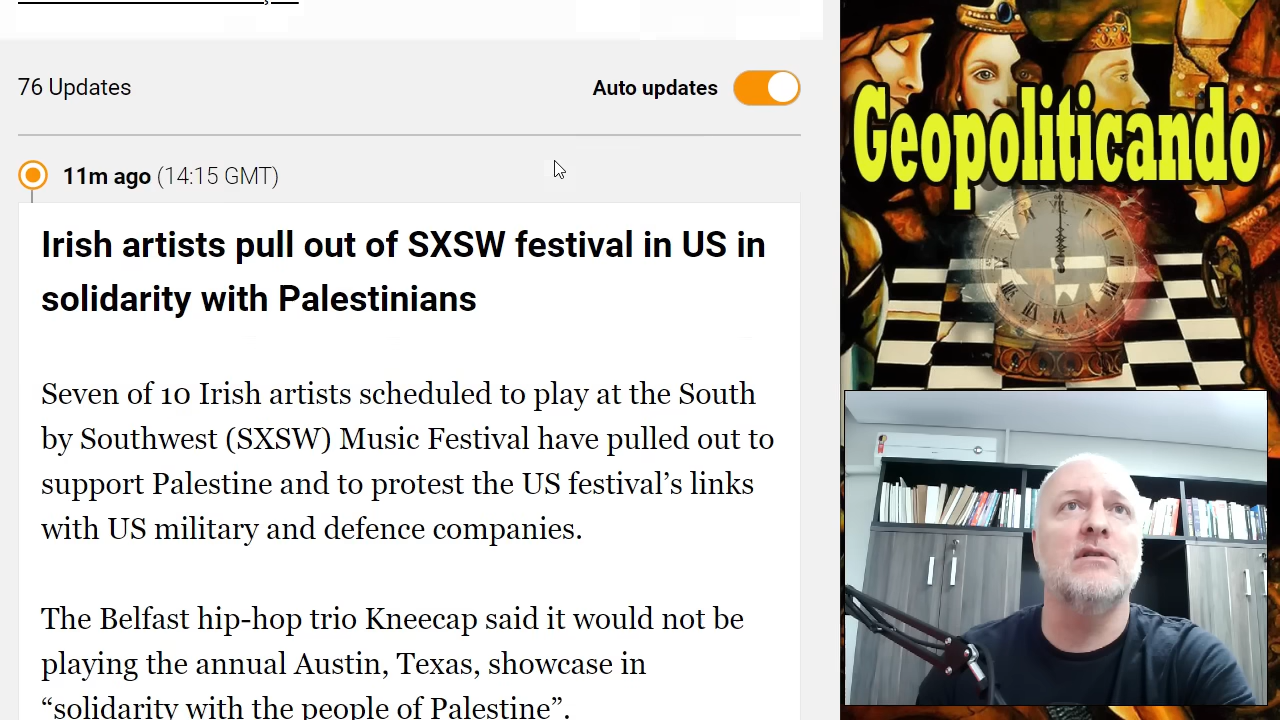 76 Updates
Auto updates
11m ago (14:15 GMT)
Irish artists pull out of SXSW festival in US in
solidarity with Palestinians
Seven of 10 Irish artists scheduled to play at the South
by Southwest (SXSW) Music Festival have pulled out to
support Palestine and to protest the US festival’s links
with US military and defence companies.
The Belfast hip-hop trio Kneecap said it would not be
playing the annual Austin, Texas, showcase in
“solidarity with the people of Palestine”.
Geopoliticando